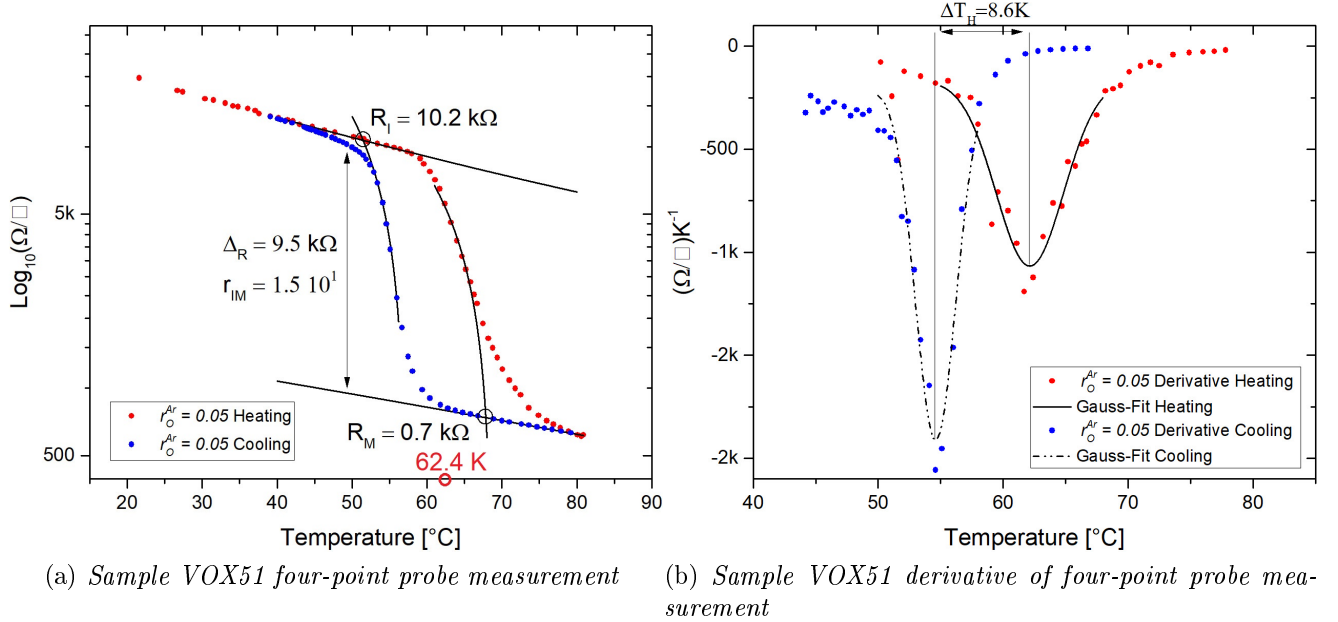 R_I = 10.2 kΩ
5k
Log₁₀(Ω/□)
Δ_R = 9.5 kΩ
r_IM = 1.5 10¹
r_O^Ar = 0.05 Heating
r_O^Ar = 0.05 Cooling
R_M = 0.7 kΩ
500
62.4 K
20 30 40 50 60 70 80 90
Temperature [°C]
(a) Sample VOX51 four-point probe measurement
ΔT_H=8.6K
0
-500
-1k
-2k
-2k
(Ω/□)K⁻¹
r_O^Ar = 0.05 Derivative Heating
Gauss-Fit Heating
r_O^Ar = 0.05 Derivative Cooling
Gauss-Fit Cooling
40 50 60 70 80
Temperature [°C]
(b) Sample VOX51 derivative of four-point probe mea-
surement